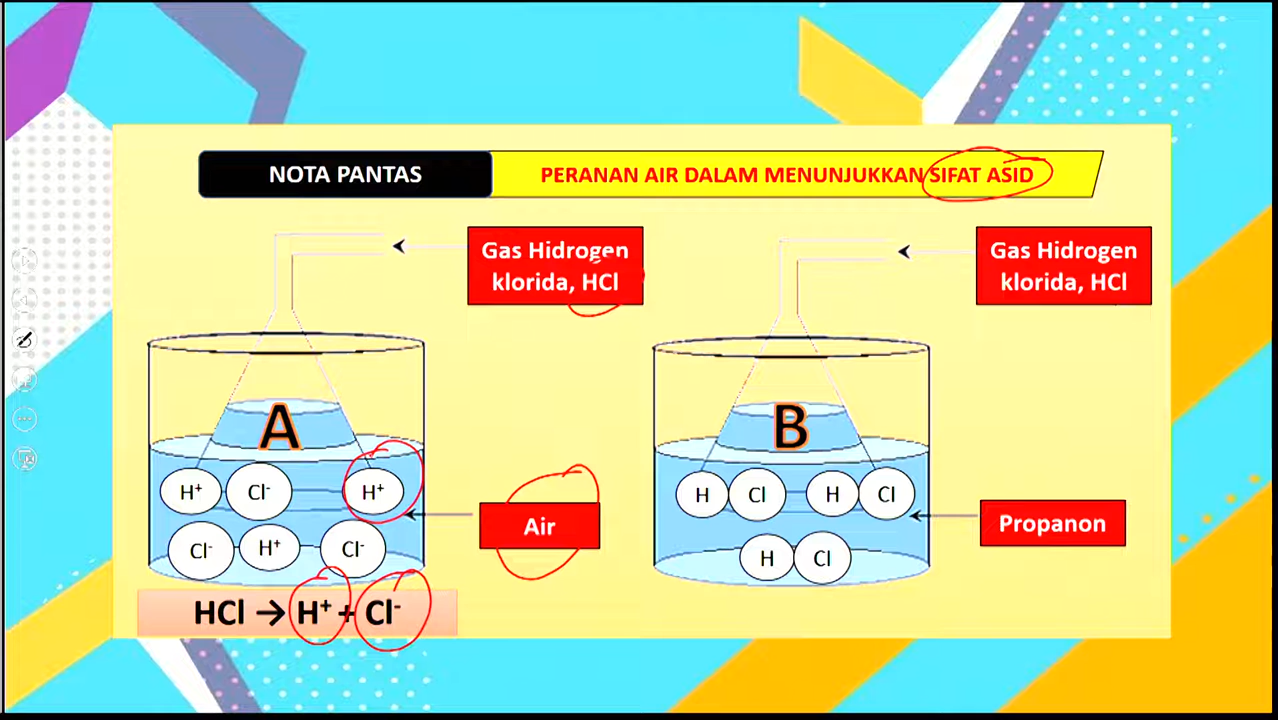 NOTA PANTAS
PERANAN AIR DALAM MENUNJUKKAN SIFAT ASID
Gas Hidrogen
klorida, HCl
Gas Hidrogen
klorida, HCl
A
B
H⁺ Cl⁻ H⁺
H Cl H Cl
Air
Propanon
Cl⁻ H⁺ Cl⁻
H Cl
HCl → H⁺ + Cl⁻